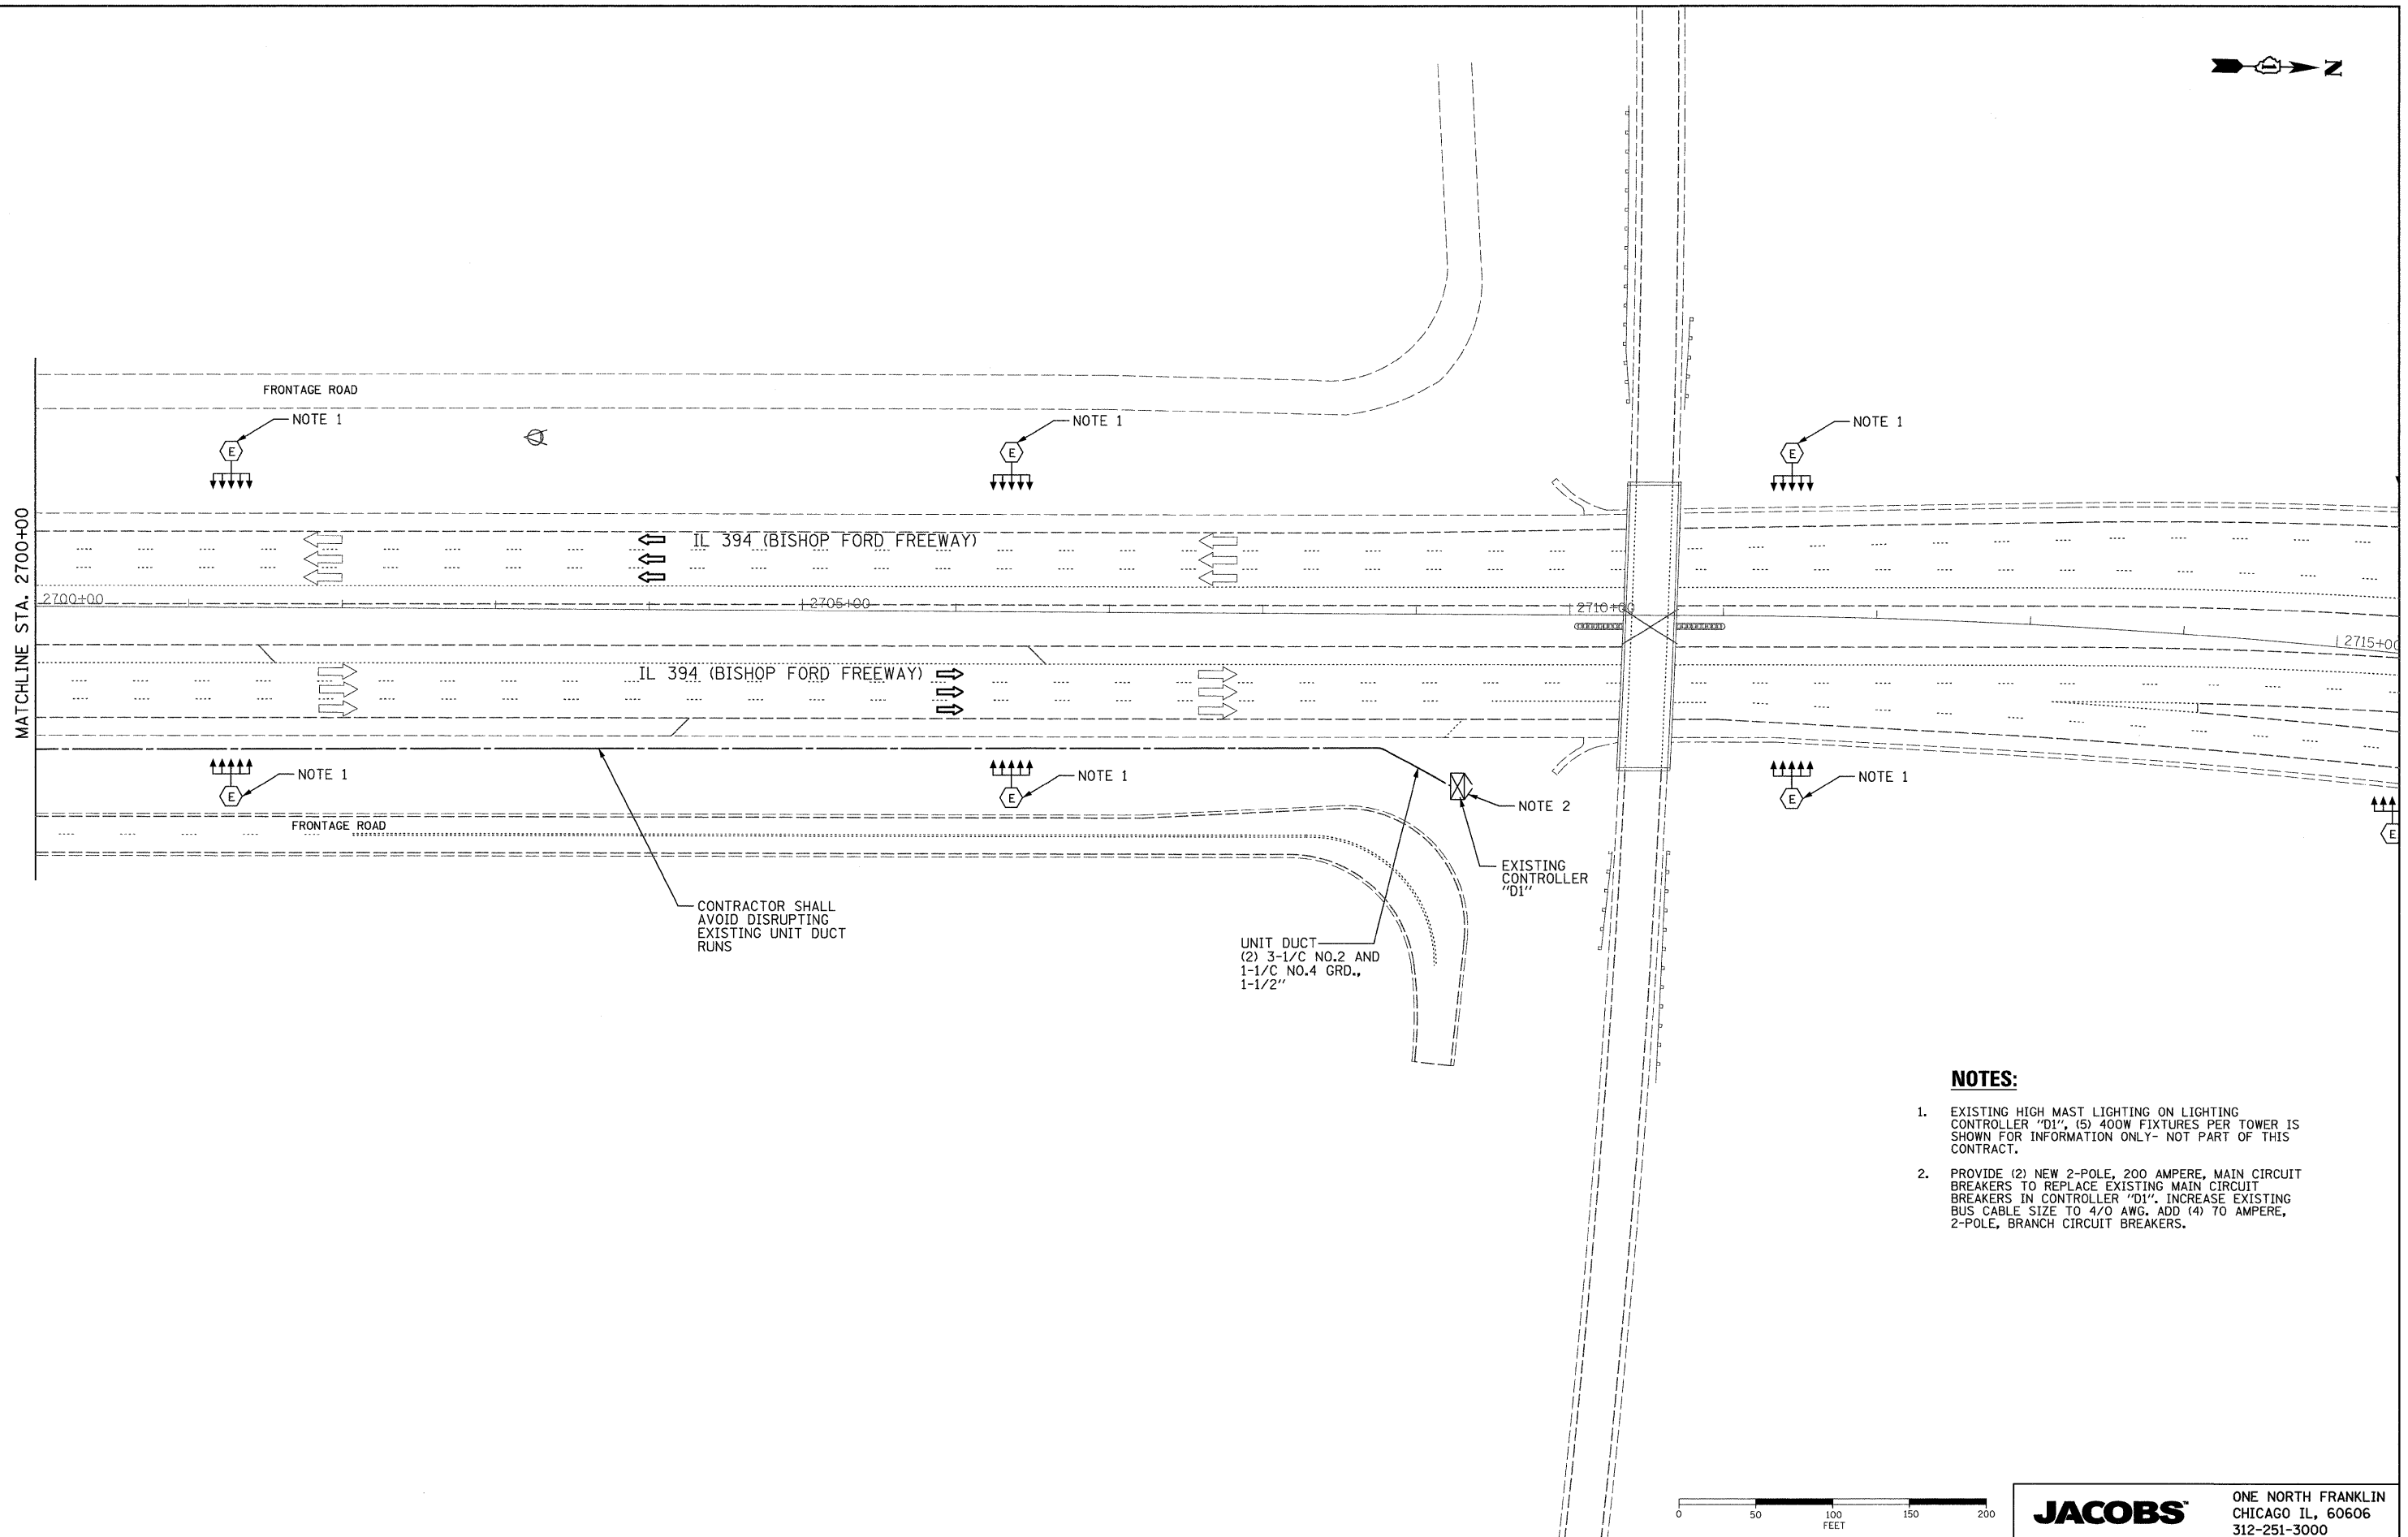 N
FRONTAGE ROAD
NOTE 1
NOTE 1
NOTE 1
E
E
E
MATCHLINE STA. 2700+00
IL 394 (BISHOP FORD FREEWAY)
2700+00
2705+00
2710+00
2715+00
IL 394 (BISHOP FORD FREEWAY)
NOTE 1
NOTE 1
NOTE 1
E
E
E
E
NOTE 2
FRONTAGE ROAD
EXISTING
CONTROLLER
"D1"
CONTRACTOR SHALL
AVOID DISRUPTING
EXISTING UNIT DUCT
RUNS
UNIT DUCT
(2) 3-1/C NO.2 AND
1-1/C NO.4 GRD.,
1-1/2"
NOTES:
1. EXISTING HIGH MAST LIGHTING ON LIGHTING
CONTROLLER "D1", (5) 400W FIXTURES PER TOWER IS
SHOWN FOR INFORMATION ONLY- NOT PART OF THIS
CONTRACT.
2. PROVIDE (2) NEW 2-POLE, 200 AMPERE, MAIN CIRCUIT
BREAKERS TO REPLACE EXISTING MAIN CIRCUIT
BREAKERS IN CONTROLLER "D1". INCREASE EXISTING
BUS CABLE SIZE TO 4/0 AWG. ADD (4) 70 AMPERE,
2-POLE, BRANCH CIRCUIT BREAKERS.
0 50 100 150 200
FEET
JACOBS™
ONE NORTH FRANKLIN
CHICAGO IL, 60606
312-251-3000